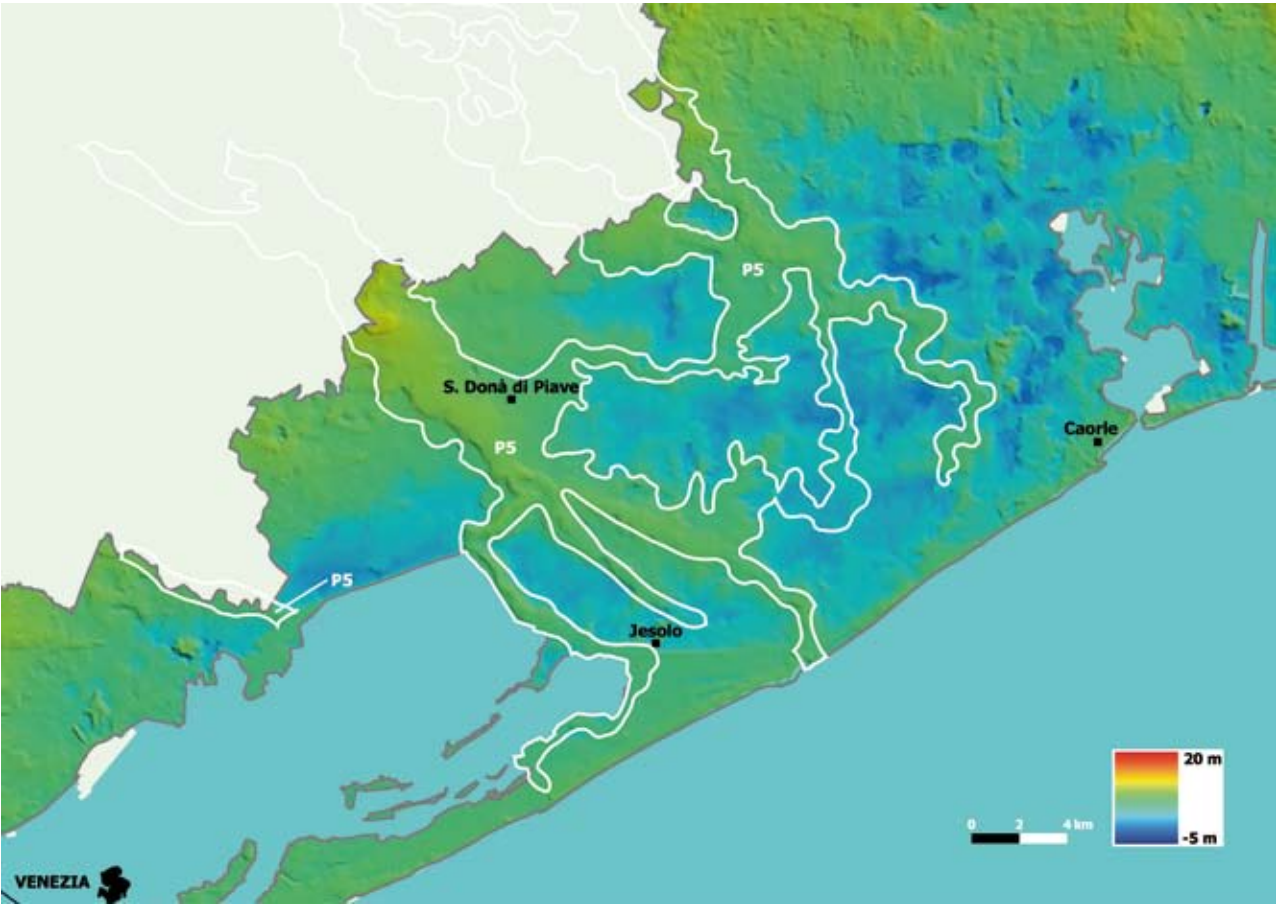 P5
S. Donà di Piave
P5
Caorle
P5
Jesolo
VENEZIA
0 2 4 km
20 m
-5 m